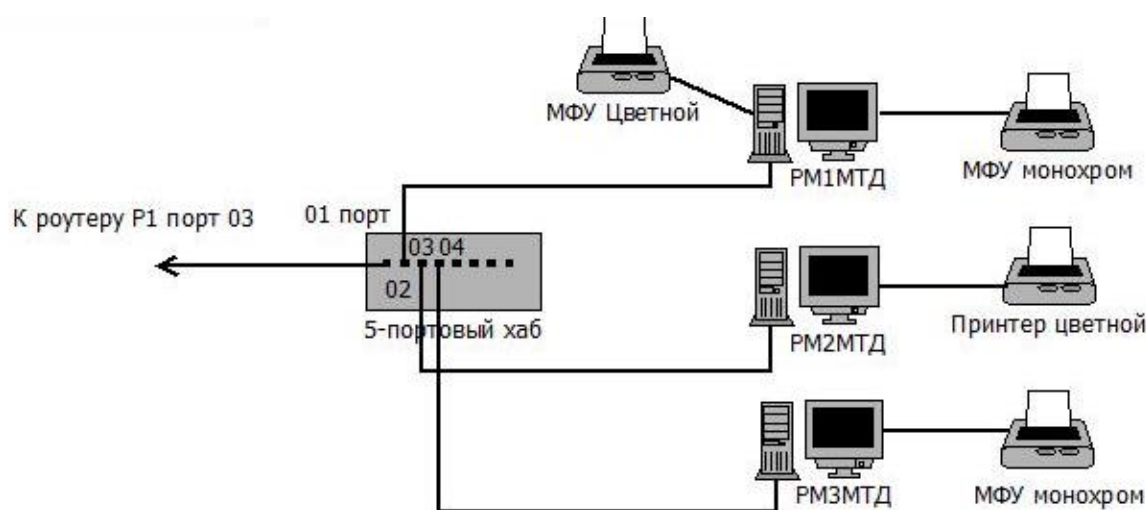 МФУ Цветной
РМ1МТД
МФУ монохром
К роутеру Р1 порт 03
01 порт
03 04
02
5-портовый хаб
РМ2МТД
Принтер цветной
РМ3МТД
МФУ монохром